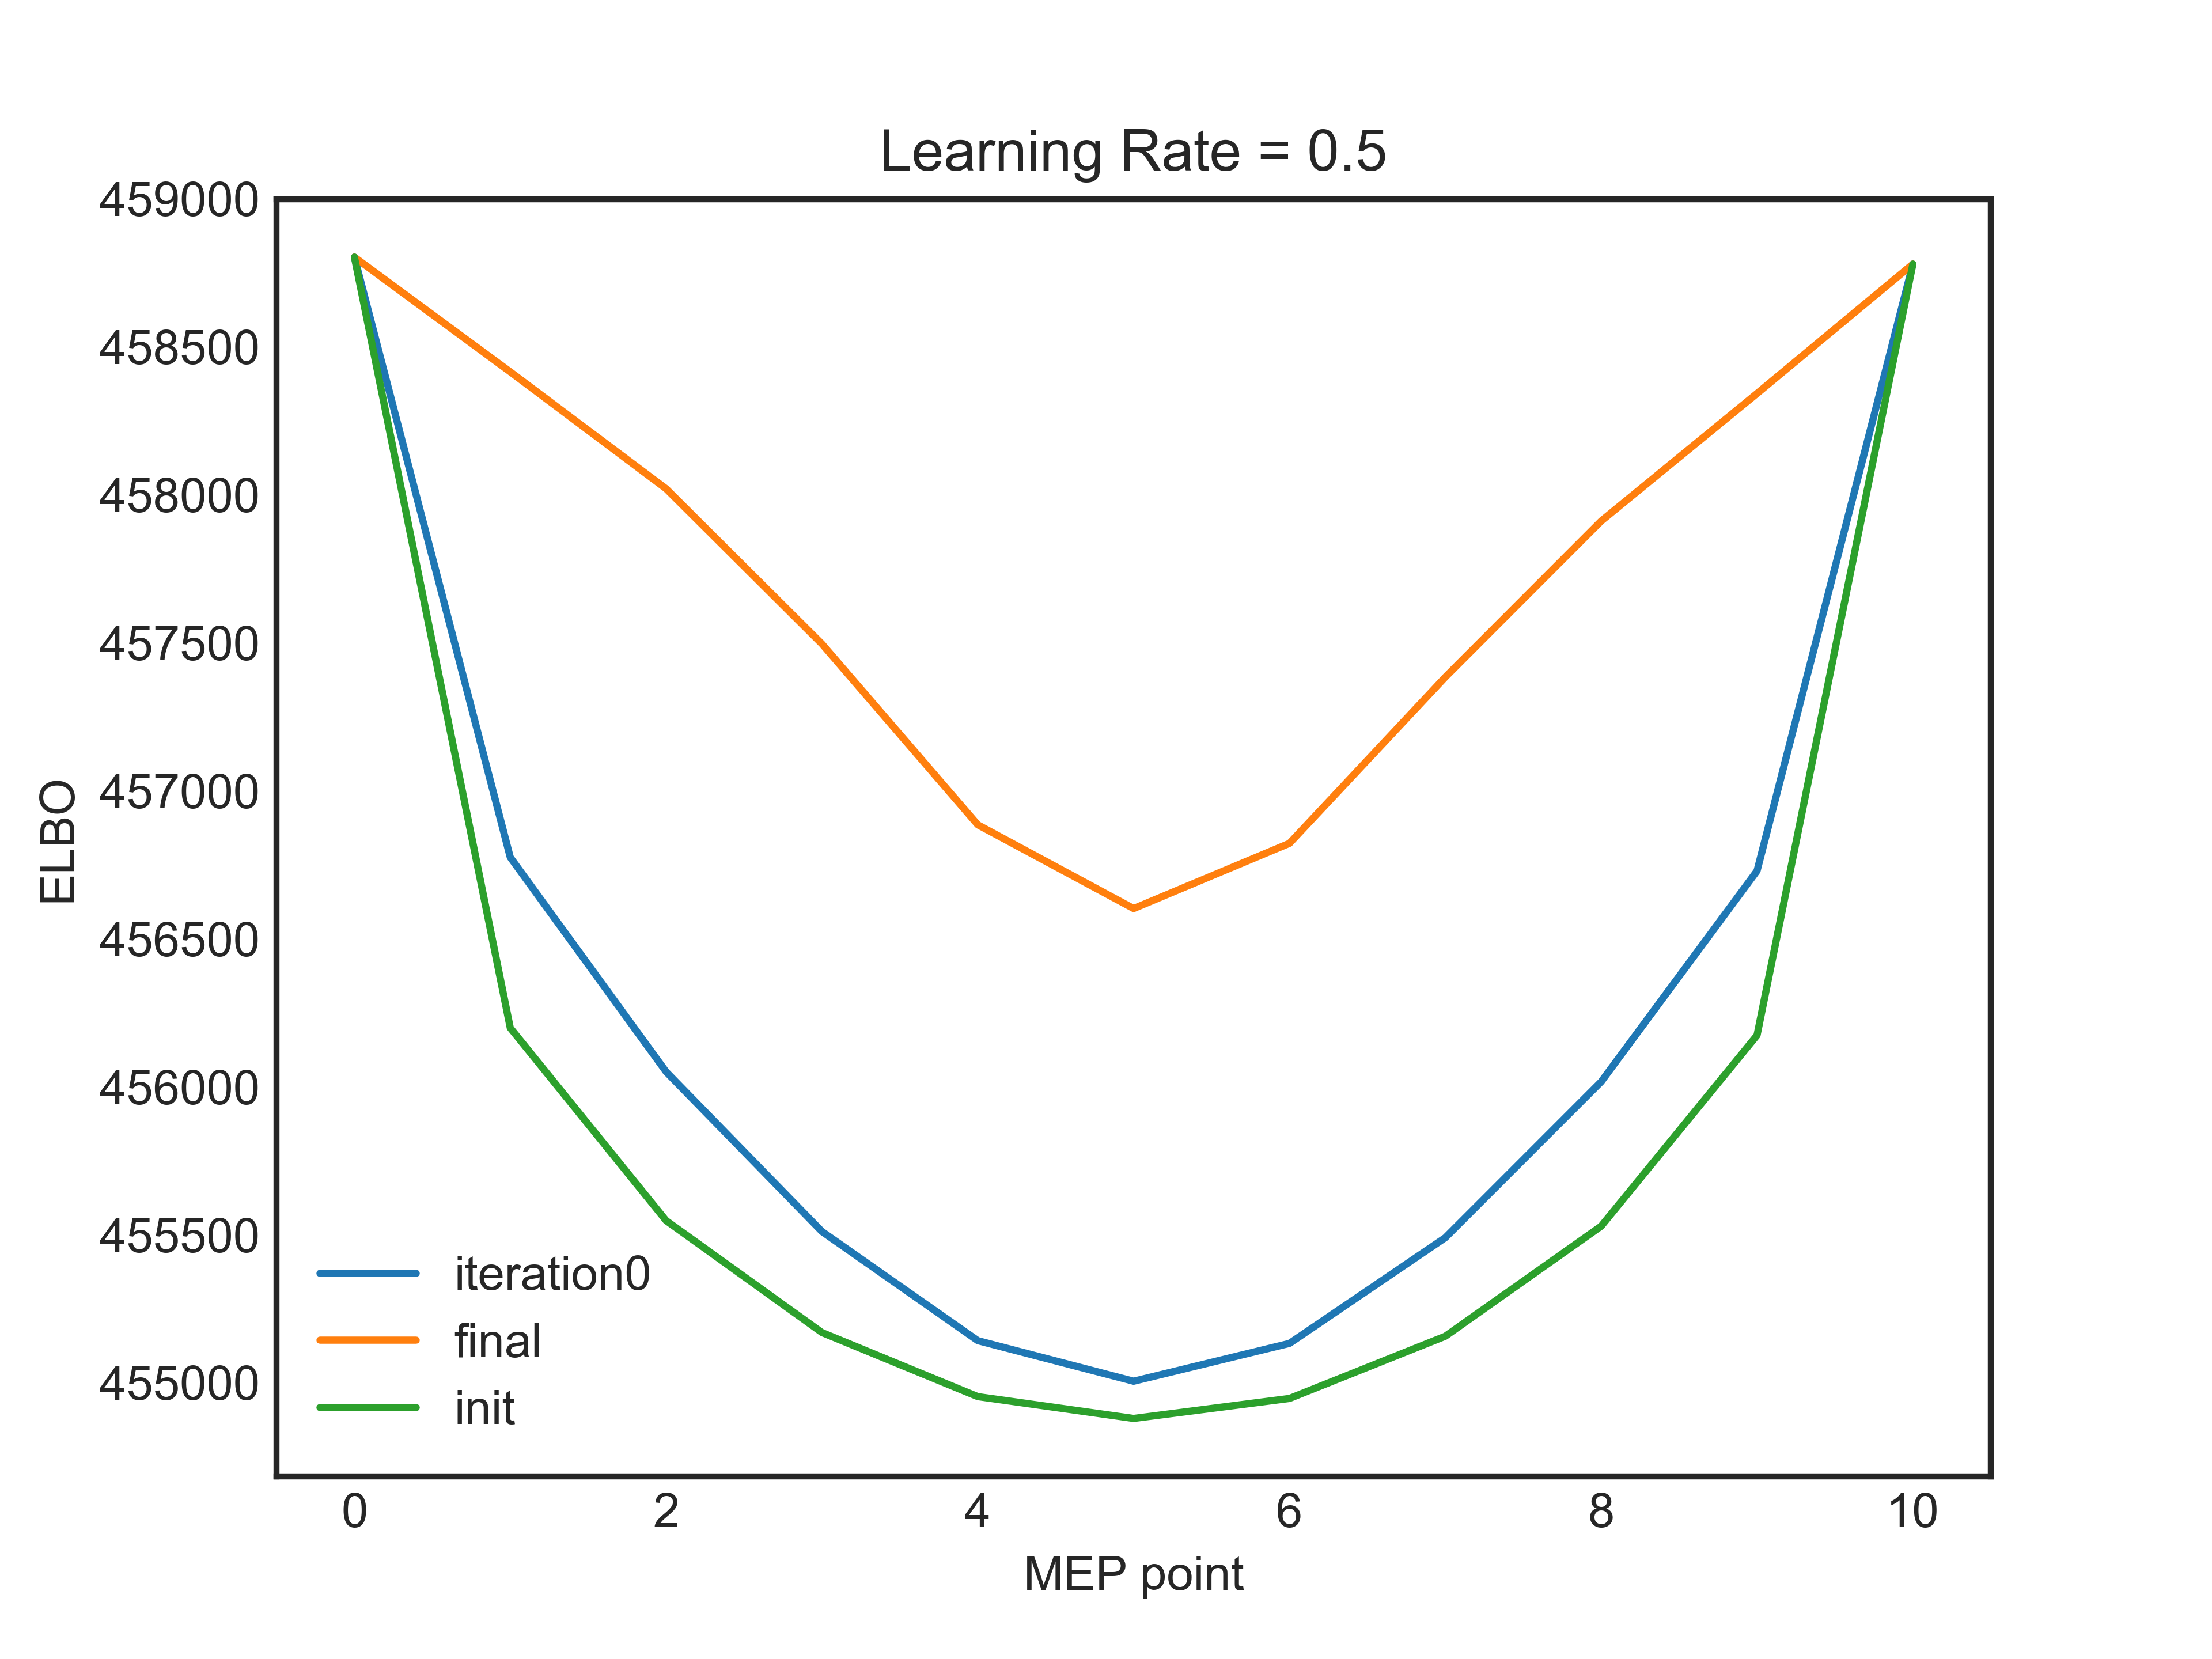 Learning Rate = 0.5
459000
458500
458000
457500
457000
456500
456000
455500
455000
ELBO
iteration0
final
init
0 2 4 6 8 10
MEP point